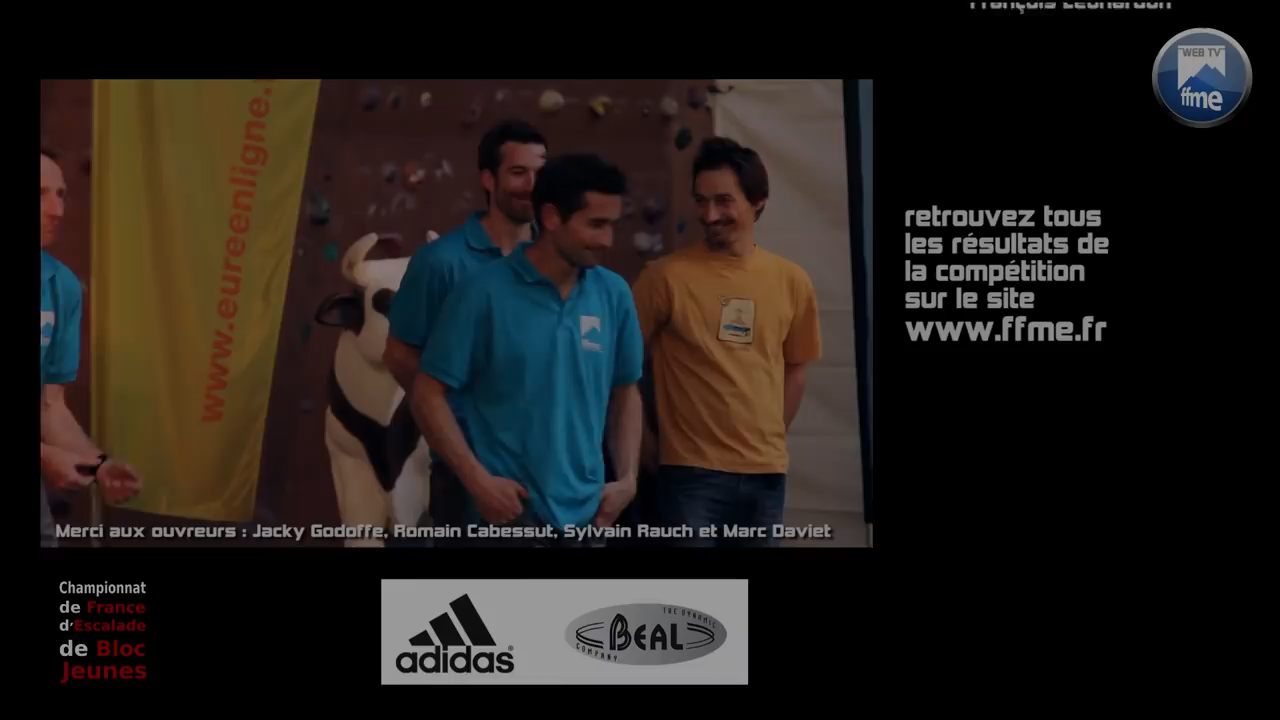 François Leonardon
WEB TV
ffme
www.eureenligne.
retrouvez tous
les résultats de
la compétition
sur le site
www.ffme.fr
Merci aux ouvreurs : Jacky Godoffe, Romain Cabessut, Sylvain Rauch et Marc Daviet
Championnat
de France
d'Escalade
de Bloc
Jeunes
adidas®
THE DYNAMIC
BEAL
COMPANY